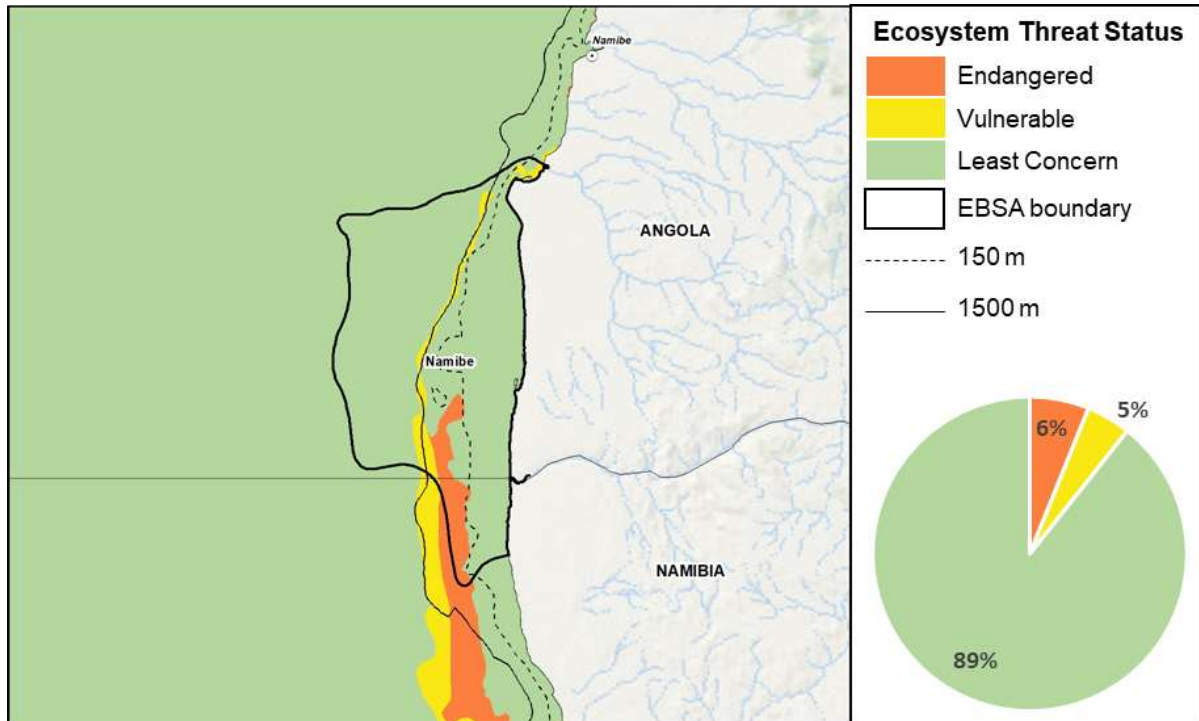 Namibe
ANGOLA
Namibe
NAMIBIA
Ecosystem Threat Status
Endangered
Vulnerable
Least Concern
EBSA boundary
150 m
1500 m
6%
5%
89%